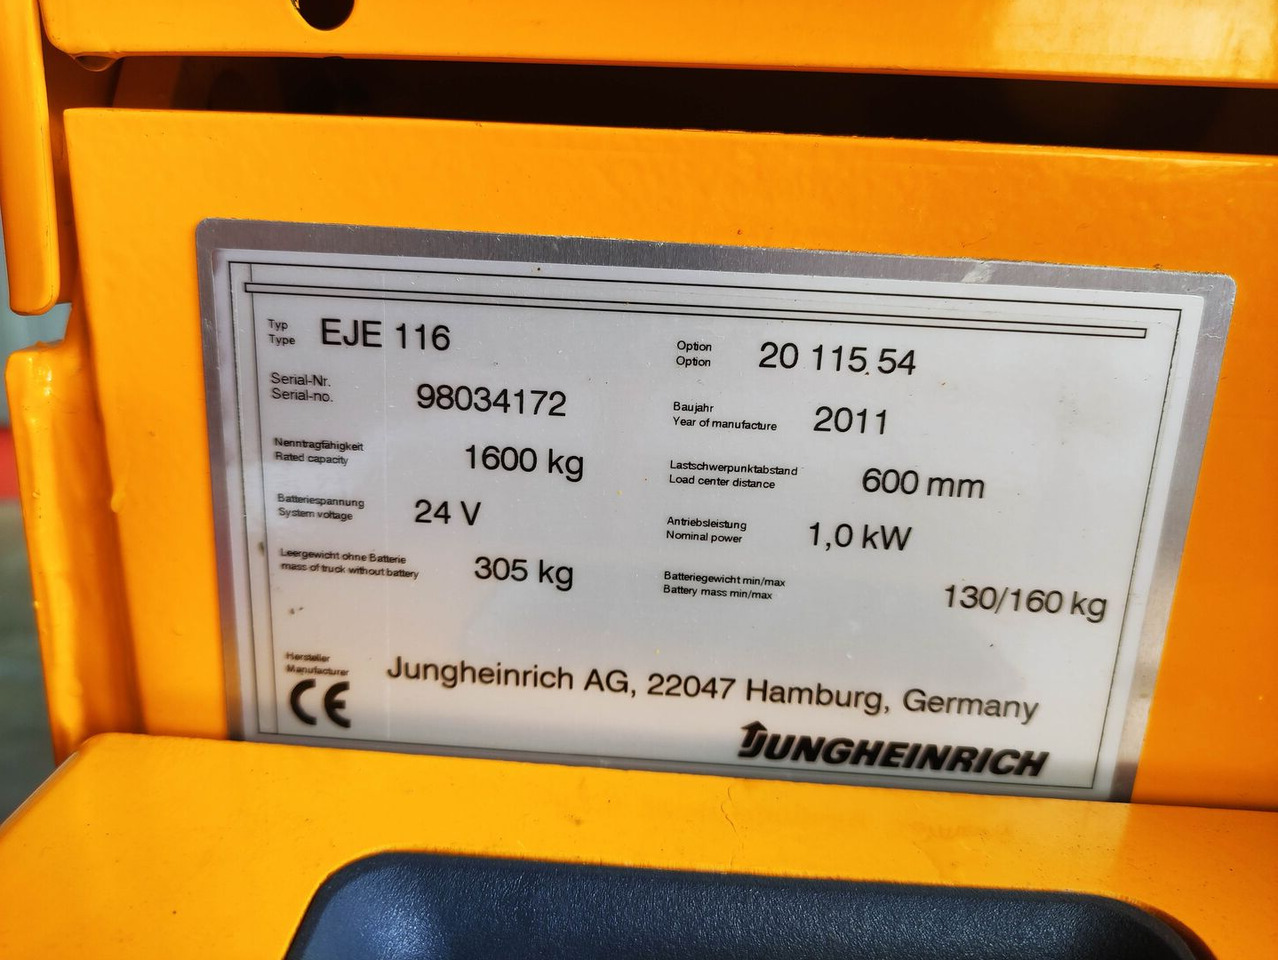 Typ
Type
EJE 116
Option
Option
20 115 54
Serial-Nr.
Serial-no.
98034172
Baujahr
Year of manufacture
2011
Nenntragfähigkeit
Rated capacity
1600 kg
Lastschwerpunktabstand
Load center distance
600 mm
Batteriespannung
System voltage
24 V
Antriebsleistung
Nominal power
1,0 kW
Leergewicht ohne Batterie
mass of truck without battery
305 kg
Batteriegewicht min/max
Battery mass min/max
130/160 kg
Hersteller
Manufacturer
Jungheinrich AG, 22047 Hamburg, Germany
CE
JUNGHEINRICH